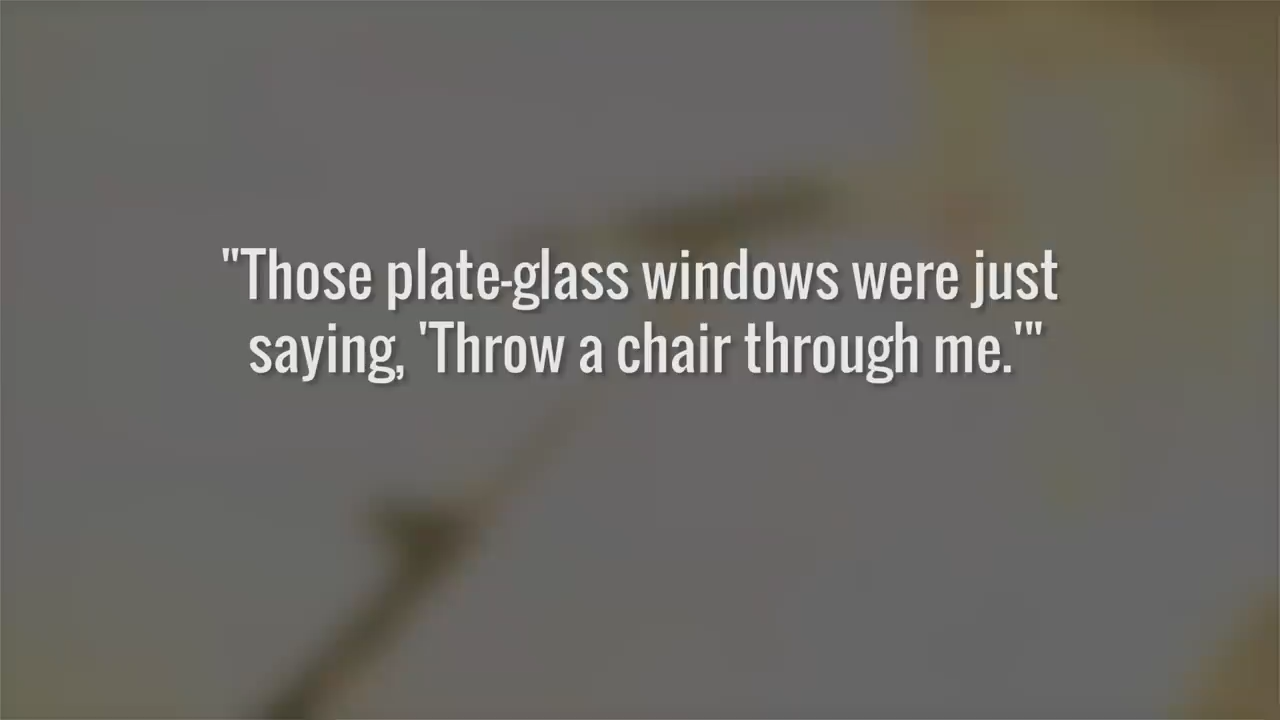 "Those plate-glass windows were just
saying, 'Throw a chair through me.'"